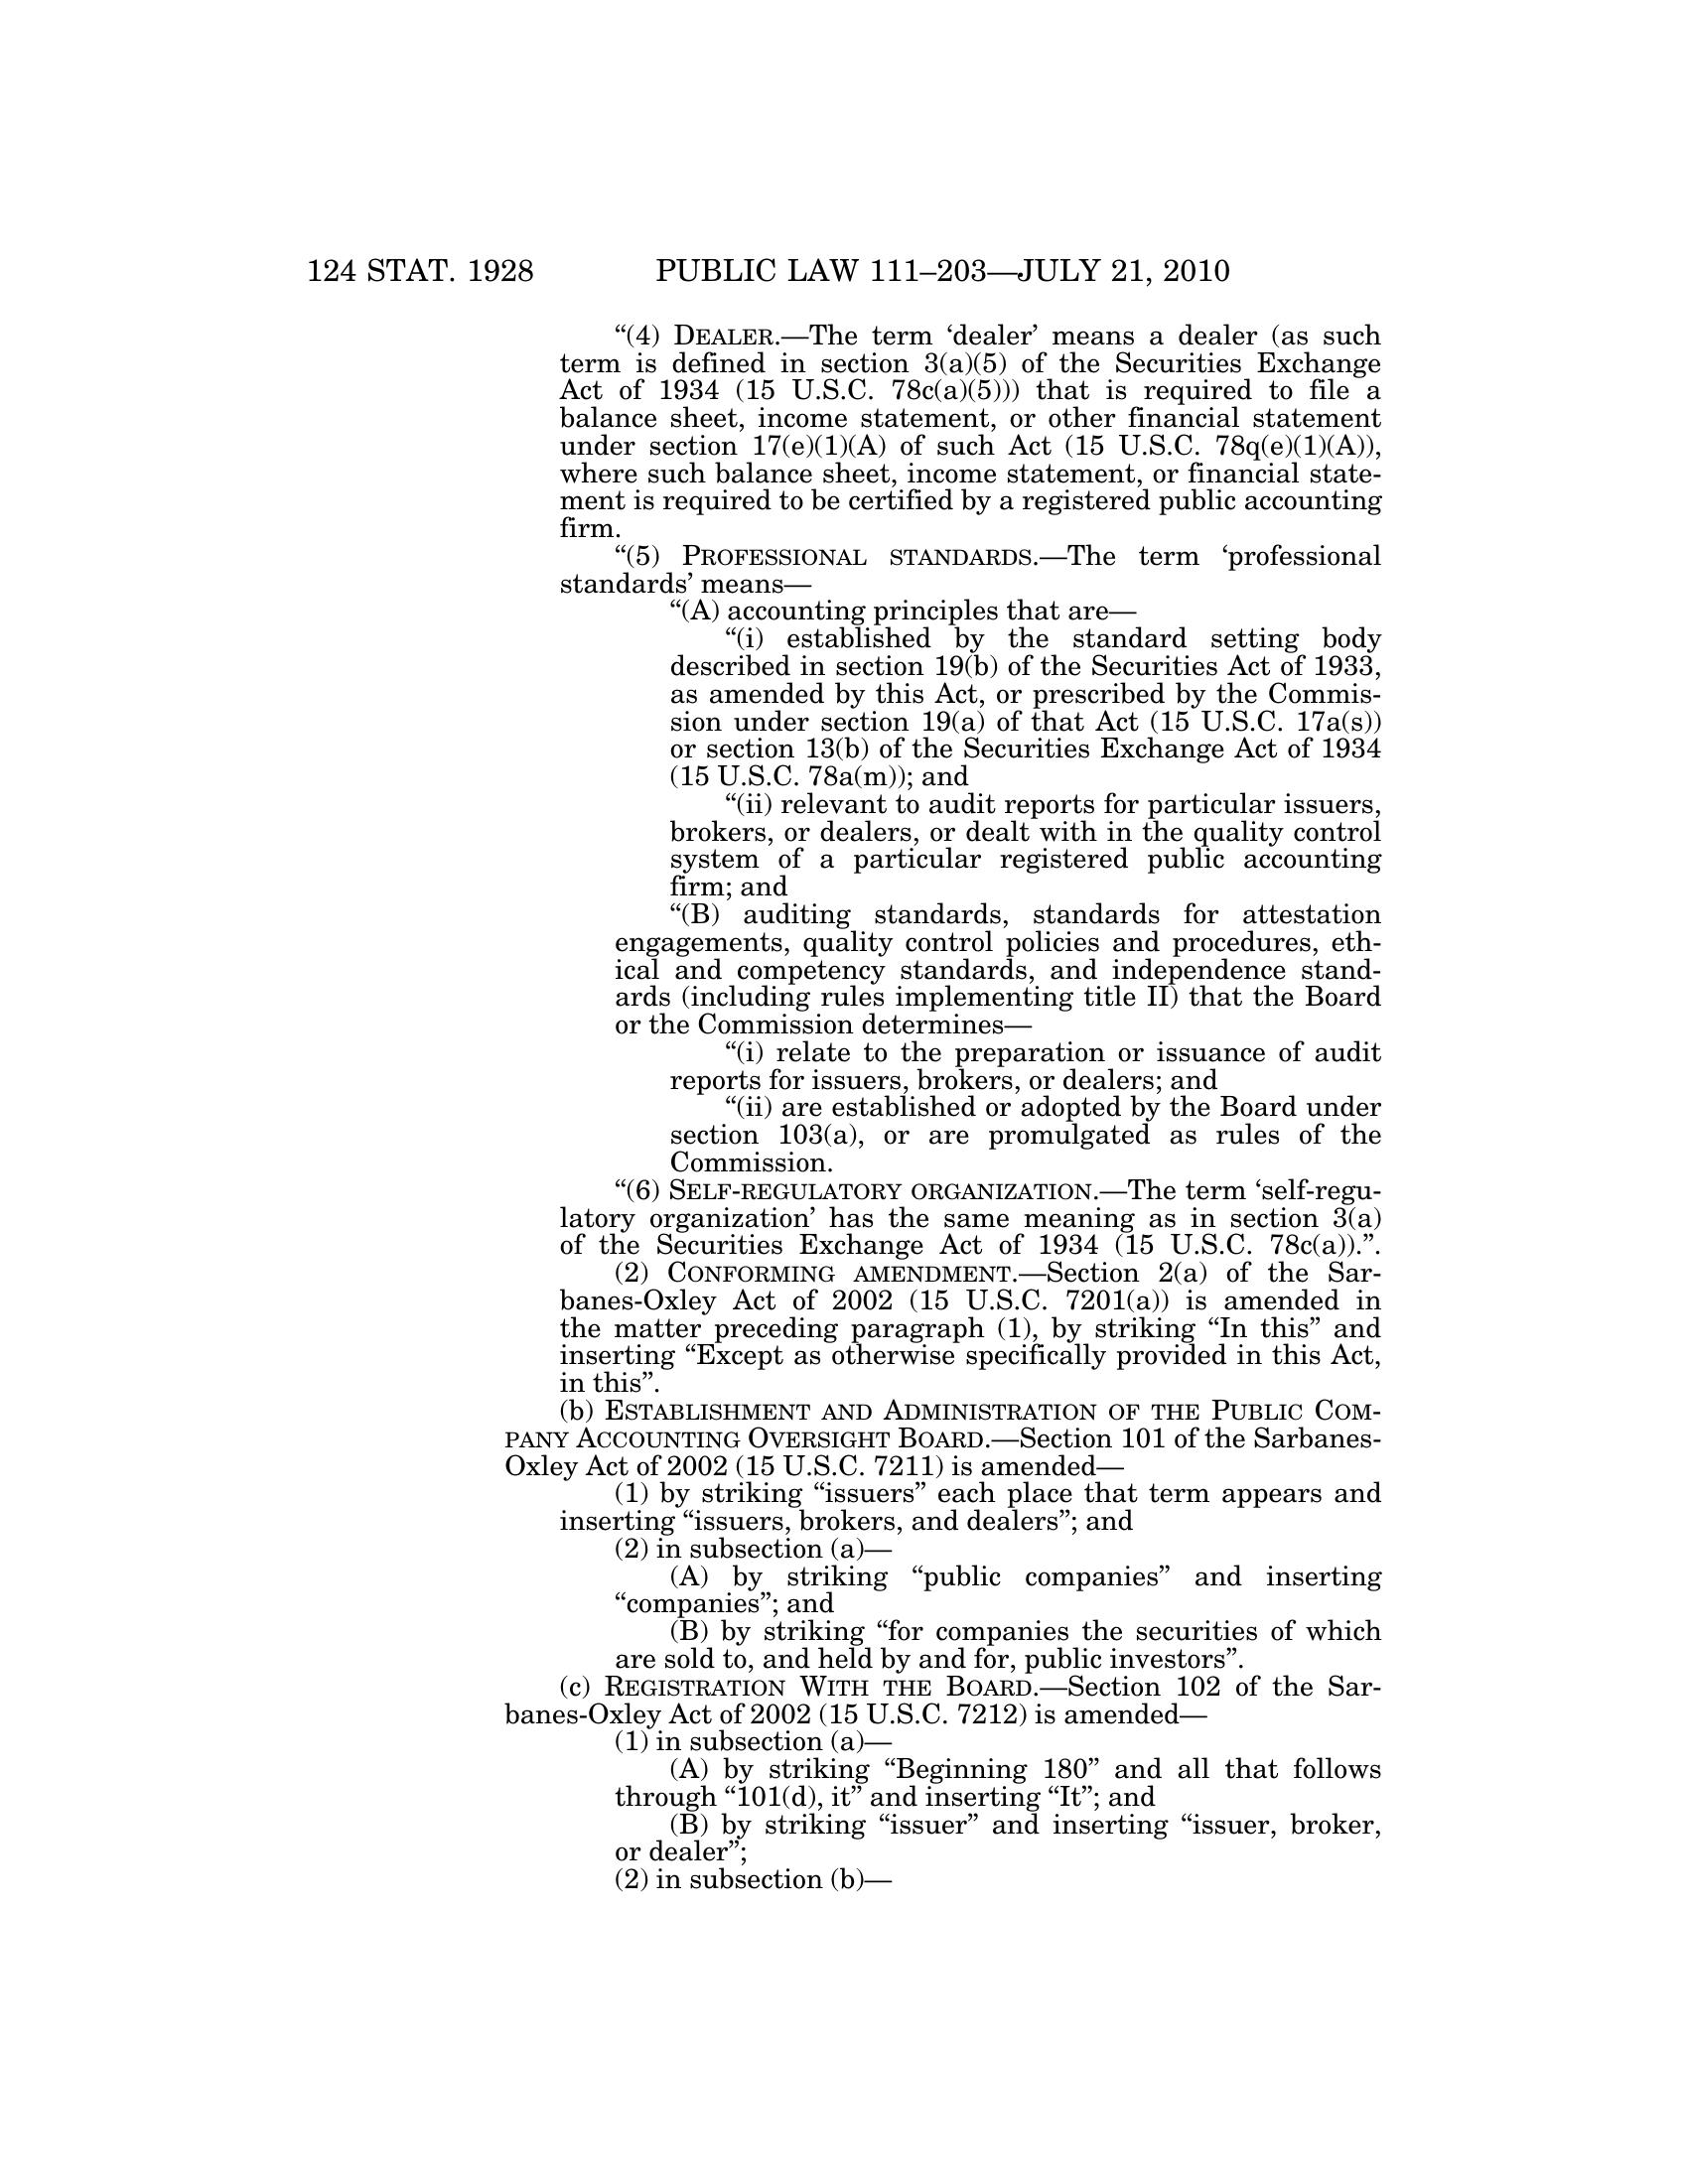 124 STAT. 1928 PUBLIC LAW 111–203—JULY 21, 2010
“(4) DEALER.—The term ‘dealer’ means a dealer (as such
term is defined in section 3(a)(5) of the Securities Exchange
Act of 1934 (15 U.S.C. 78c(a)(5))) that is required to file a
balance sheet, income statement, or other financial statement
under section 17(e)(1)(A) of such Act (15 U.S.C. 78q(e)(1)(A)),
where such balance sheet, income statement, or financial state-
ment is required to be certified by a registered public accounting
firm.
“(5) PROFESSIONAL STANDARDS.—The term ‘professional
standards’ means—
“(A) accounting principles that are—
“(i) established by the standard setting body
described in section 19(b) of the Securities Act of 1933,
as amended by this Act, or prescribed by the Commis-
sion under section 19(a) of that Act (15 U.S.C. 17a(s))
or section 13(b) of the Securities Exchange Act of 1934
(15 U.S.C. 78a(m)); and
“(ii) relevant to audit reports for particular issuers,
brokers, or dealers, or dealt with in the quality control
system of a particular registered public accounting
firm; and
“(B) auditing standards, standards for attestation
engagements, quality control policies and procedures, eth-
ical and competency standards, and independence stand-
ards (including rules implementing title II) that the Board
or the Commission determines—
“(i) relate to the preparation or issuance of audit
reports for issuers, brokers, or dealers; and
“(ii) are established or adopted by the Board under
section 103(a), or are promulgated as rules of the
Commission.
“(6) SELF-REGULATORY ORGANIZATION.—The term ‘self-regu-
latory organization’ has the same meaning as in section 3(a)
of the Securities Exchange Act of 1934 (15 U.S.C. 78c(a)).”.
(2) CONFORMING AMENDMENT.—Section 2(a) of the Sar-
banes-Oxley Act of 2002 (15 U.S.C. 7201(a)) is amended in
the matter preceding paragraph (1), by striking “In this” and
inserting “Except as otherwise specifically provided in this Act,
in this”.
(b) ESTABLISHMENT AND ADMINISTRATION OF THE PUBLIC COM-
PANY ACCOUNTING OVERSIGHT BOARD.—Section 101 of the Sarbanes-
Oxley Act of 2002 (15 U.S.C. 7211) is amended—
(1) by striking “issuers” each place that term appears and
inserting “issuers, brokers, and dealers”; and
(2) in subsection (a)—
(A) by striking “public companies” and inserting
“companies”; and
(B) by striking “for companies the securities of which
are sold to, and held by and for, public investors”.
(c) REGISTRATION WITH THE BOARD.—Section 102 of the Sar-
banes-Oxley Act of 2002 (15 U.S.C. 7212) is amended—
(1) in subsection (a)—
(A) by striking “Beginning 180” and all that follows
through “101(d), it” and inserting “It”; and
(B) by striking “issuer” and inserting “issuer, broker,
or dealer”;
(2) in subsection (b)—